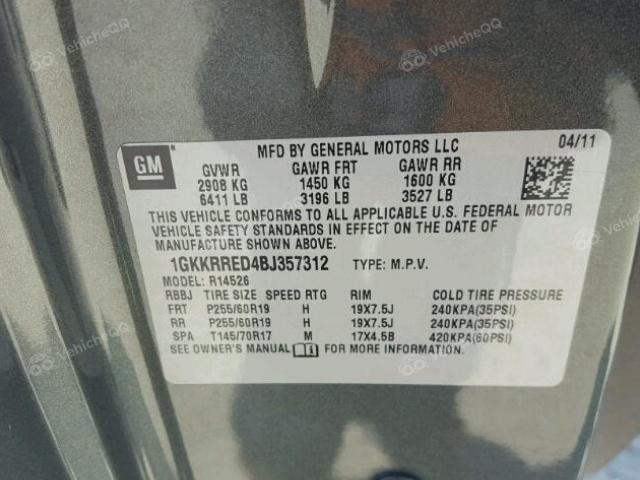 VehicleQQ VehicleQQ VehicleQQ
GM
MFD BY GENERAL MOTORS LLC 04/11
GVWR GAWR FRT GAWR RR
2908 KG 1450 KG 1600 KG
6411 LB 3196 LB 3527 LB
THIS VEHICLE CONFORMS TO ALL APPLICABLE U.S. FEDERAL MOTOR
VEHICLE SAFETY STANDARDS IN EFFECT ON THE DATE OF
MANUFACTURE SHOWN ABOVE.
1GKKRRED4BJ357312 TYPE: M.P.V.
MODEL: R14526
RBBJ TIRE SIZE SPEED RTG RIM COLD TIRE PRESSURE
FRT P255/60R19 H 19X7.5J 240KPA(35PSI)
RR P255/60R19 H 19X7.5J 240KPA(35PSI)
SPA T145/70R17 M 17X4.5B 420KPA(60PSI)
SEE OWNER'S MANUAL FOR MORE INFORMATION.